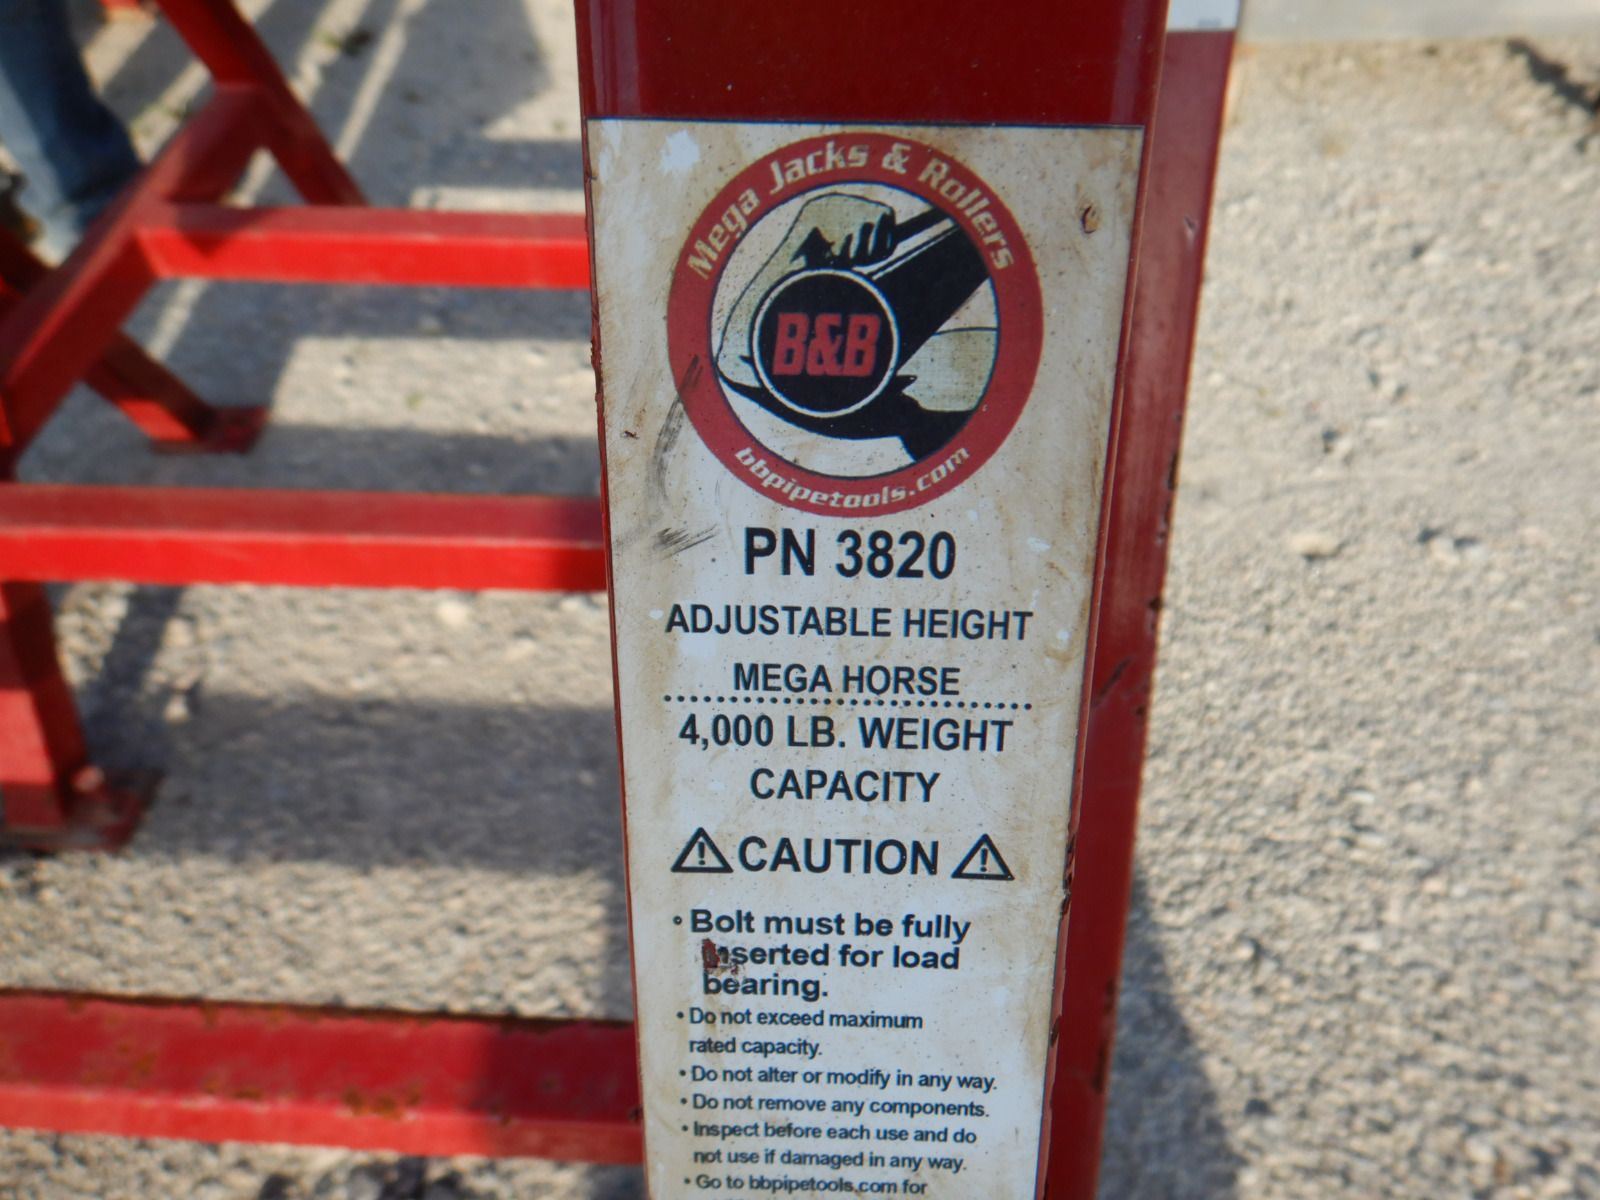 Mega Jacks & Rollers
B&B
bbpipetools.com
PN 3820
ADJUSTABLE HEIGHT
MEGA HORSE
4,000 LB. WEIGHT
CAPACITY
CAUTION
• Bolt must be fully
inserted for load
bearing.
• Do not exceed maximum
rated capacity.
• Do not alter or modify in any way.
• Do not remove any components.
• Inspect before each use and do
not use if damaged in any way.
• Go to bbpipetools.com for